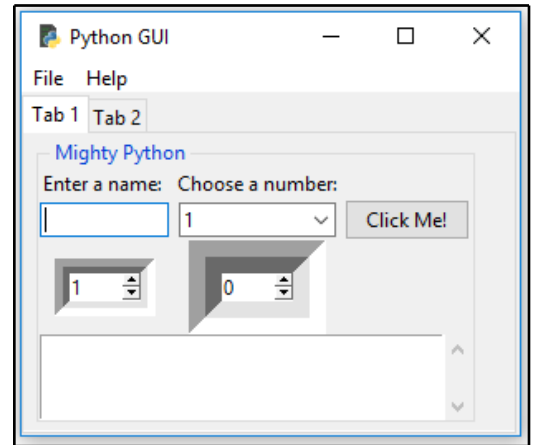 Python GUI
File Help
Tab 1 Tab 2
Mighty Python
Enter a name: Choose a number:
1 Click Me!
1 0